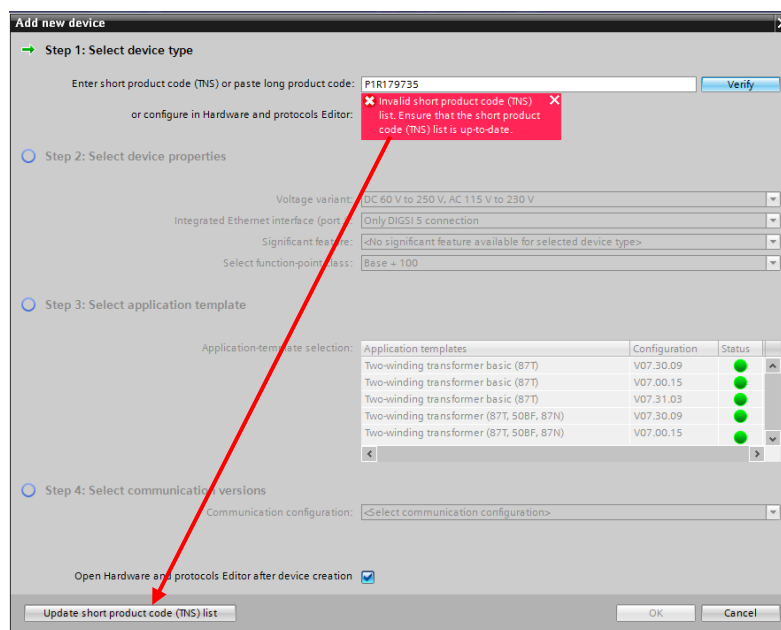 Add new device
Step 1: Select device type
Enter short product code (TNS) or paste long product code: P1R179735 Verify
Invalid short product code (TNS)
list. Ensure that the short product
code (TNS) list is up-to-date.
or configure in Hardware and protocols Editor:
Step 2: Select device properties
Voltage variant: DC 60 V to 250 V, AC 115 V to 230 V
Integrated Ethernet interface (port Only DIGSI 5 connection
Significant feature: <No significant feature available for selected device type>
Select function-point class: Base + 100
Step 3: Select application template
Application-template selection: Application templates Configuration Status
Two-winding transformer basic (87T) V07.30.09
Two-winding transformer basic (87T) V07.00.15
Two-winding transformer basic (87T) V07.31.03
Two-winding transformer (87T, 50BF, 87N) V07.30.09
Two-winding transformer (87T, 50BF, 87N) V07.00.15
Step 4: Select communication versions
Communication configuration: <Select communication configuration>
Open Hardware and protocols Editor after device creation
Update short product code (TNS) list OK Cancel